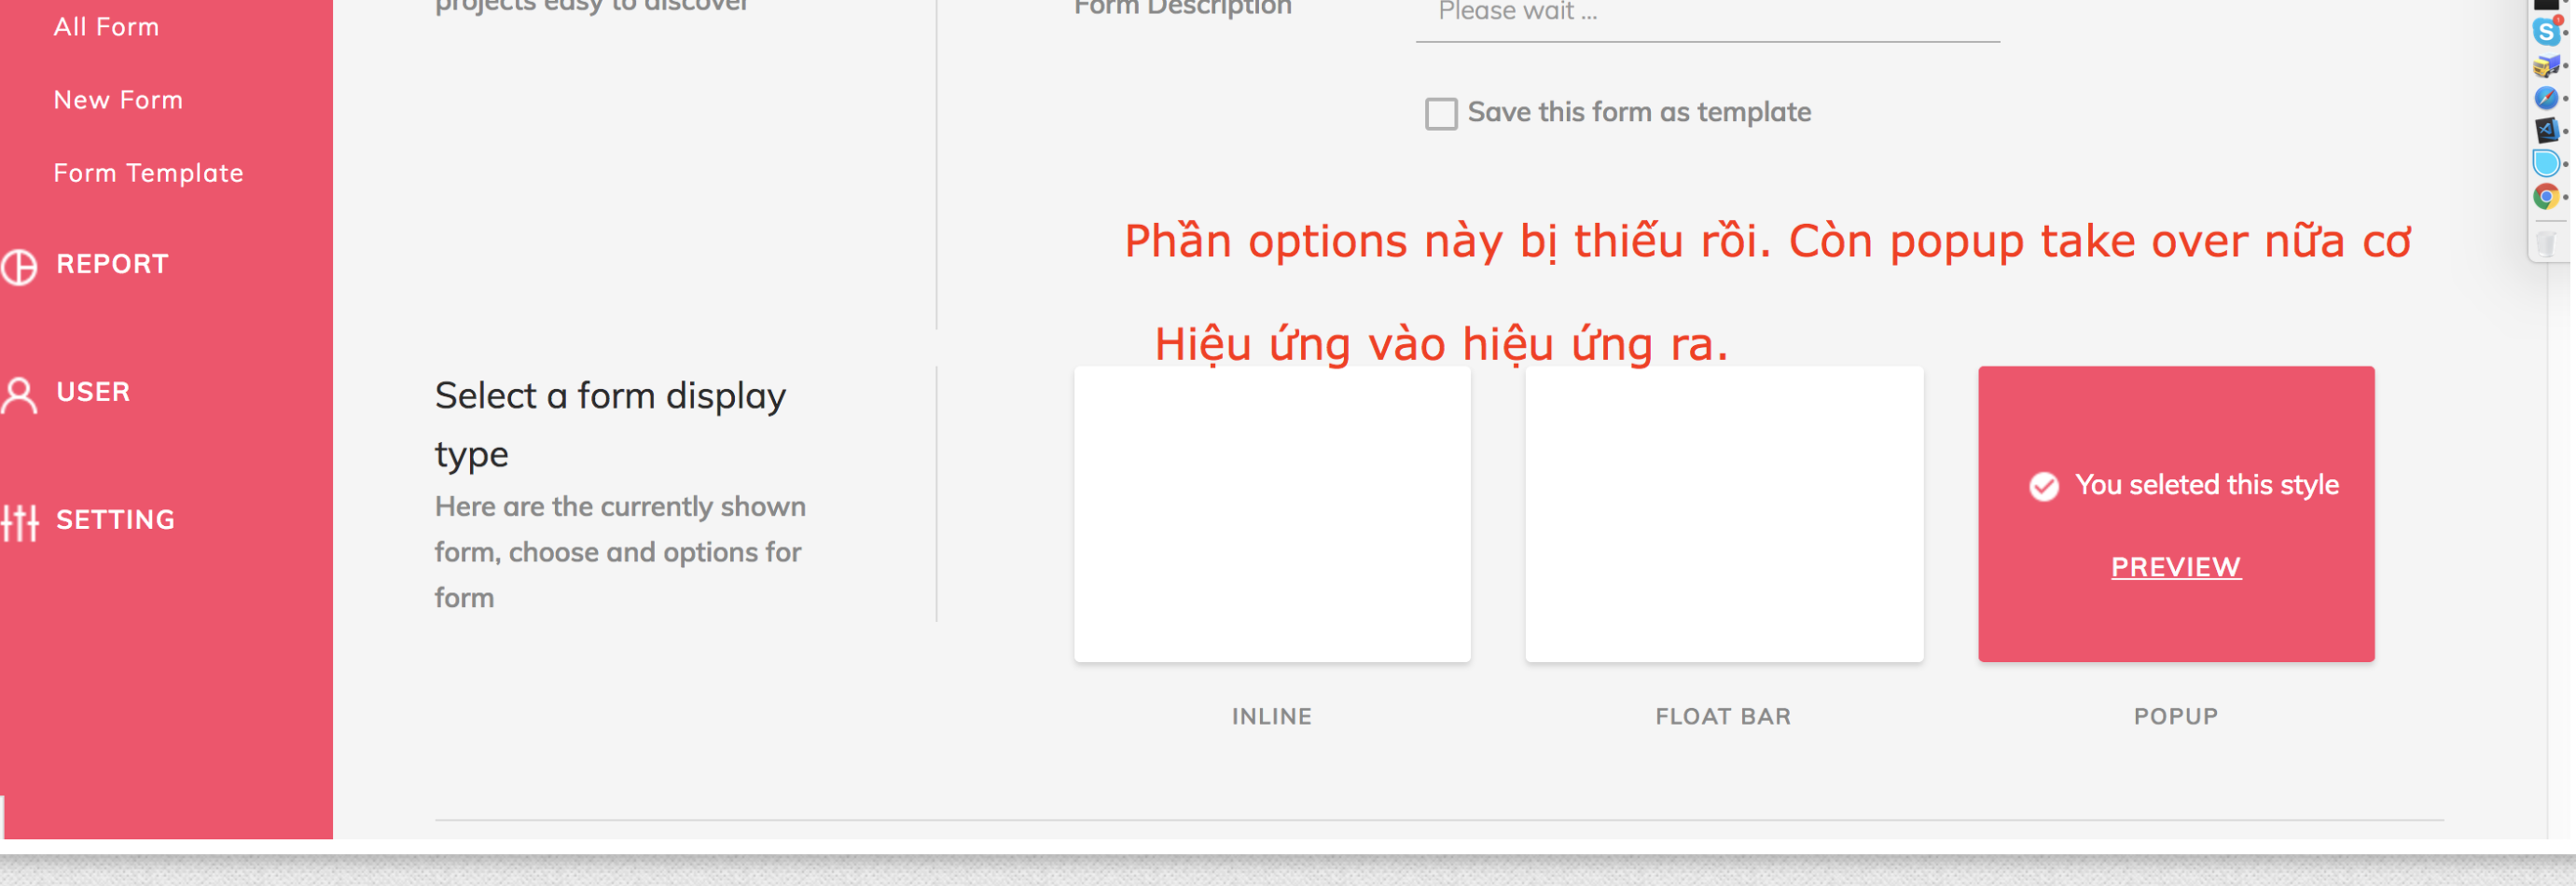 projects easy to discover
Form Description
Please wait ...
All Form
New Form
Form Template
REPORT
USER
SETTING
Save this form as template
Phần options này bị thiếu rồi. Còn popup take over nữa cơ
Hiệu ứng vào hiệu ứng ra.
Select a form display
type
Here are the currently shown
form, choose and options for
form
You seleted this style
PREVIEW
INLINE
FLOAT BAR
POPUP